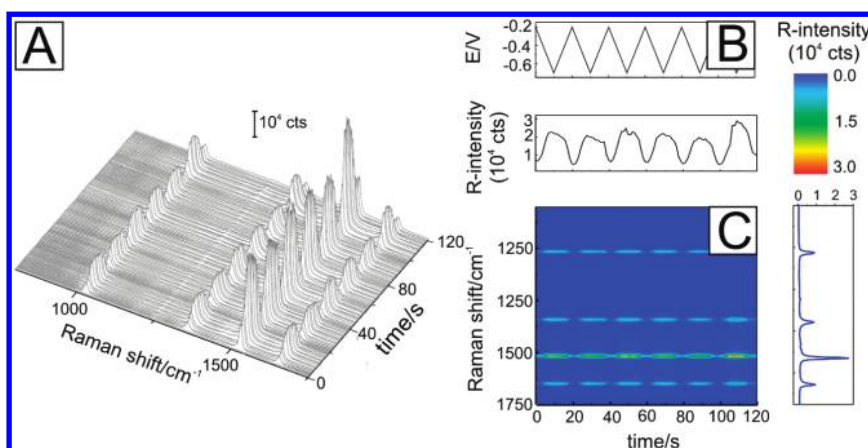 A
10⁴ cts
1000
1500
Raman shift/cm⁻¹
0
40
80
120
time/s
B
E/V
-0.2
-0.4
-0.6
R-intensity
(10⁴ cts)
3
2
1
C
Raman shift/cm⁻¹
1250
1250
1500
1750
0 20 40 60 80 100 120
time/s
R-intensity
(10⁴ cts)
0.0
1.5
3.0
0 1 2 3